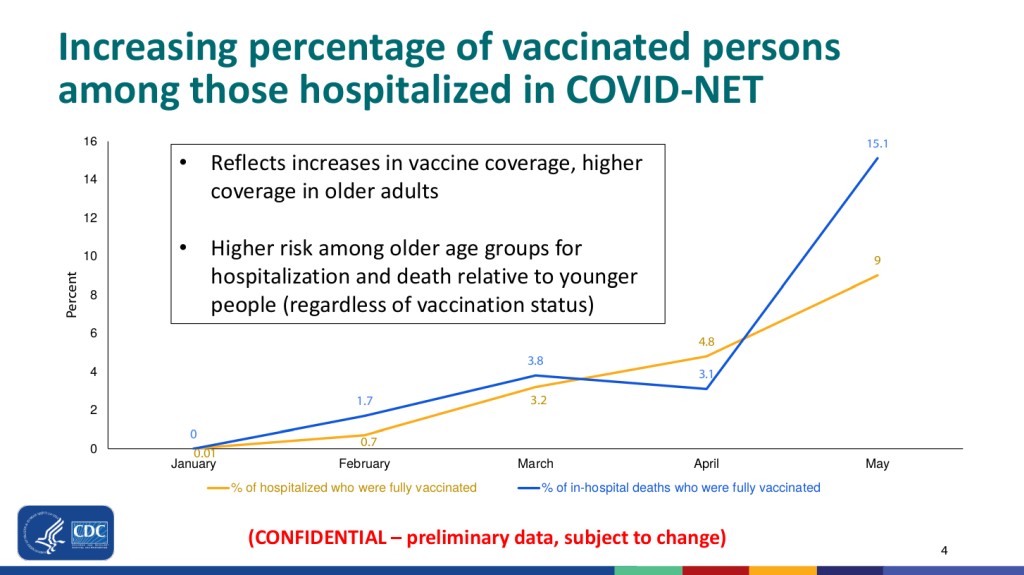 Increasing percentage of vaccinated persons
among those hospitalized in COVID-NET
16
14
12
10
8
6
4
2
0
Percent
• Reflects increases in vaccine coverage, higher
coverage in older adults
• Higher risk among older age groups for
hospitalization and death relative to younger
people (regardless of vaccination status)
15.1
9
4.8
3.8
3.1
3.2
1.7
0.7
0
0.01
January February March April May
% of hospitalized who were fully vaccinated % of in-hospital deaths who were fully vaccinated
CDC
(CONFIDENTIAL – preliminary data, subject to change)
4